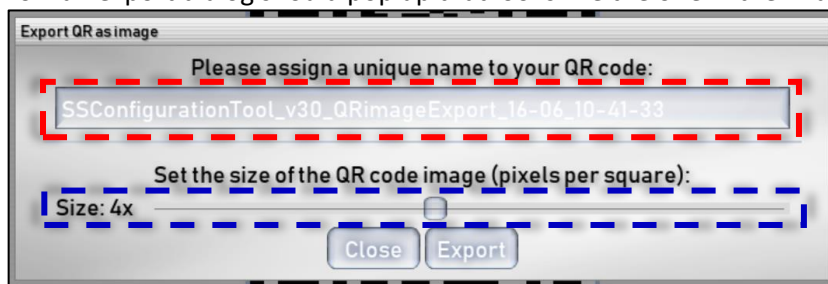 Export QR as image
Please assign a unique name to your QR code:
SSConfigurationTool_v30_QRimageExport_16-06_10-41-33
Set the size of the QR code image (pixels per square):
Size: 4x
Close Export